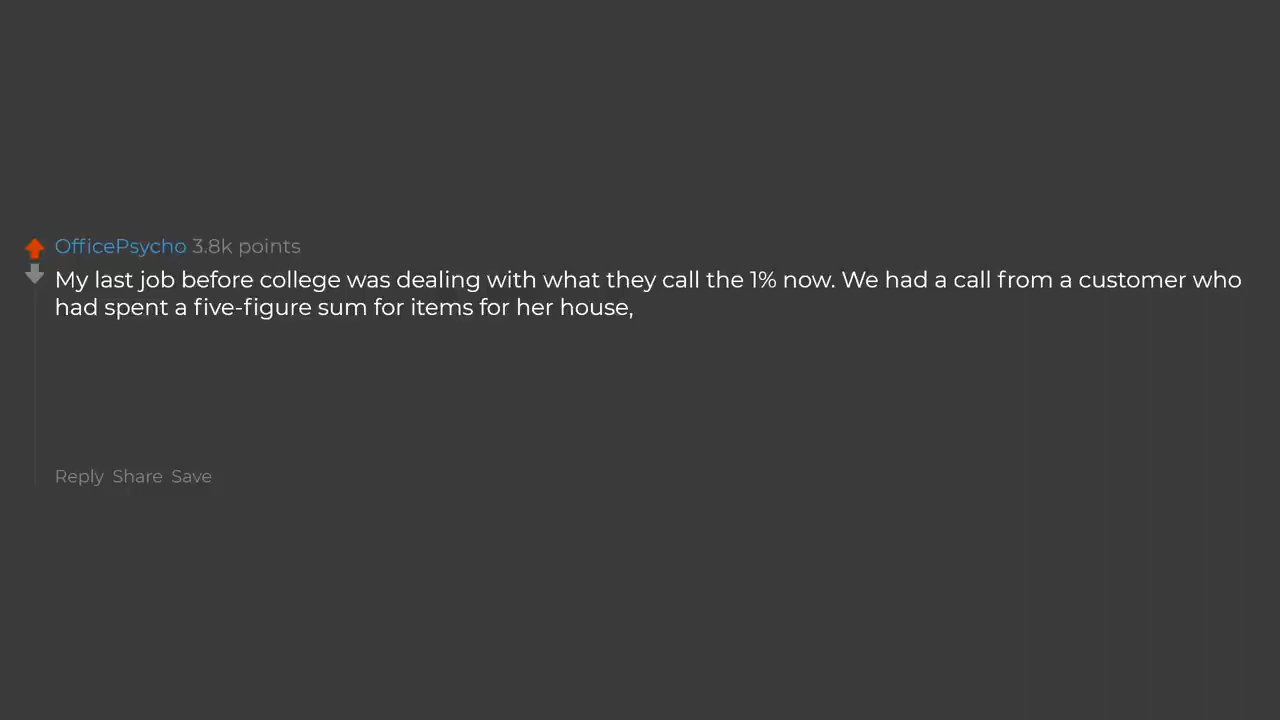 OfficePsycho 3.8k points
My last job before college was dealing with what they call the 1% now. We had a call from a customer who
had spent a five-figure sum for items for her house,
Reply Share Save